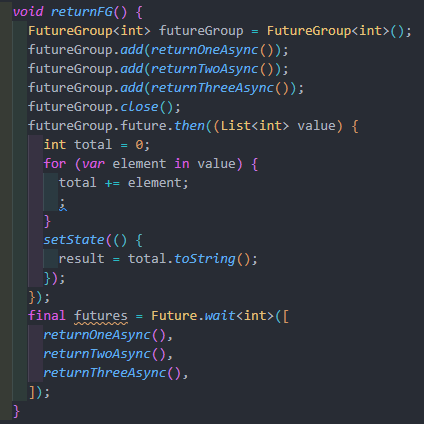 void returnFG() {
FutureGroup<int> futureGroup = FutureGroup<int>();
futureGroup.add(returnOneAsync());
futureGroup.add(returnTwoAsync());
futureGroup.add(returnThreeAsync());
futureGroup.close();
futureGroup.future.then((List<int> value) {
int total = 0;
for (var element in value) {
total += element;
;
}
setState(() {
result = total.toString();
});
});
final futures = Future.wait<int>([
returnOneAsync(),
returnTwoAsync(),
returnThreeAsync(),
]);
}